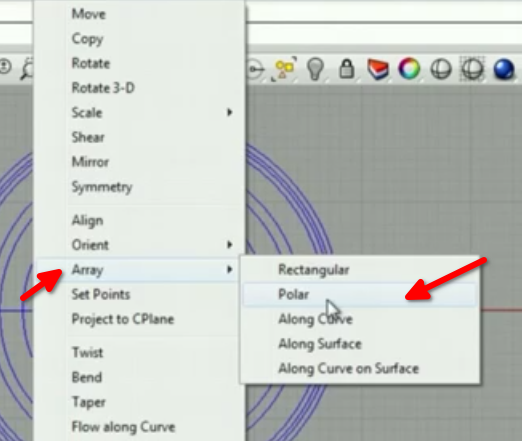 Move
Copy
Rotate
Rotate 3-D
Scale
Shear
Mirror
Symmetry
Align
Orient
Array
Set Points
Project to CPlane
Twist
Bend
Taper
Flow along Curve
Rectangular
Polar
Along Curve
Along Surface
Along Curve on Surface